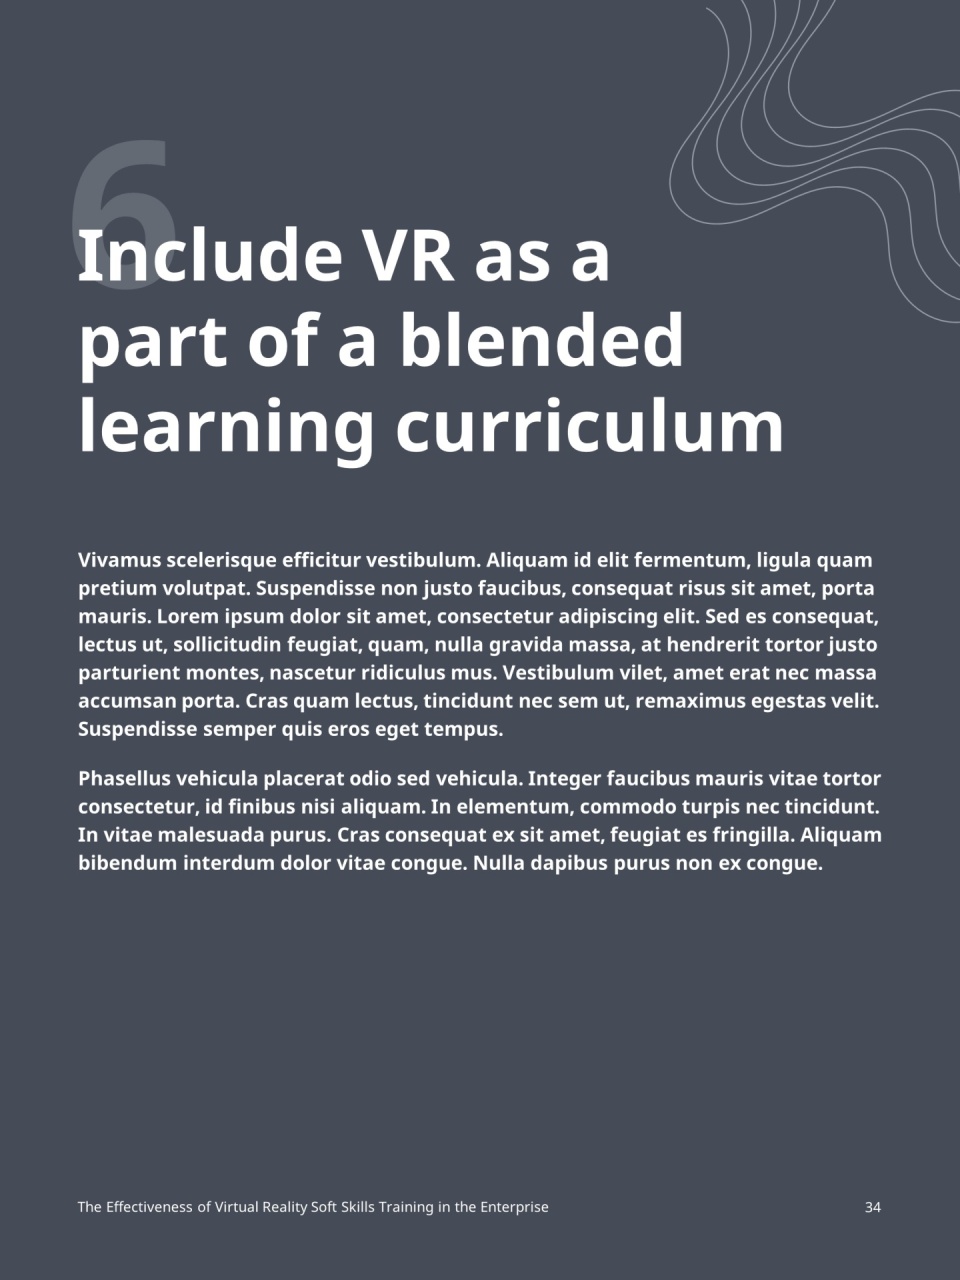 6
Include VR as a
part of a blended
learning curriculum
Vivamus scelerisque efficitur vestibulum. Aliquam id elit fermentum, ligula quam
pretium volutpat. Suspendisse non justo faucibus, consequat risus sit amet, porta
mauris. Lorem ipsum dolor sit amet, consectetur adipiscing elit. Sed es consequat,
lectus ut, sollicitudin feugiat, quam, nulla gravida massa, at hendrerit tortor justo
parturient montes, nascetur ridiculus mus. Vestibulum vilet, amet erat nec massa
accumsan porta. Cras quam lectus, tincidunt nec sem ut, remaximus egestas velit.
Suspendisse semper quis eros eget tempus.
Phasellus vehicula placerat odio sed vehicula. Integer faucibus mauris vitae tortor
consectetur, id finibus nisi aliquam. In elementum, commodo turpis nec tincidunt.
In vitae malesuada purus. Cras consequat ex sit amet, feugiat es fringilla. Aliquam
bibendum interdum dolor vitae congue. Nulla dapibus purus non ex congue.
The Effectiveness of Virtual Reality Soft Skills Training in the Enterprise 34